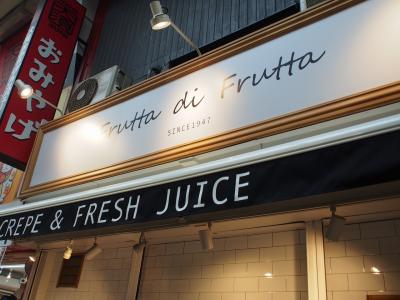 おみやげ
Frutta di Frutta
SINCE1947
CREPE & FRESH JUICE